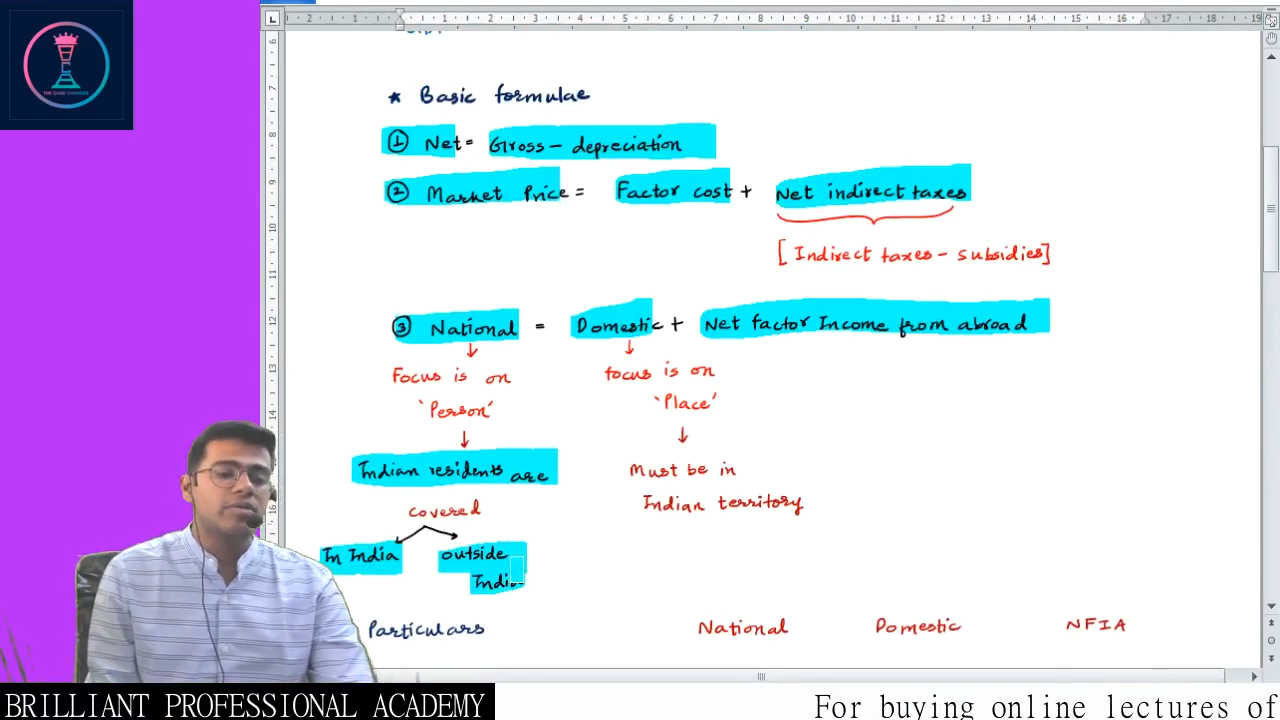 THE GAME CHANGER
★ Basic formulae
① Net = Gross - depreciation
② Market Price = Factor cost + Net indirect taxes
[Indirect taxes - subsidies]
③ National = Domestic + Net factor Income from abroad
Focus is on focus is on
'Person' 'Place'
Indian residents are Must be in
covered Indian territory
In India outside
India
Particulars National Domestic NFIA
BRILLIANT PROFESSIONAL ACADEMY For buying online lectures of